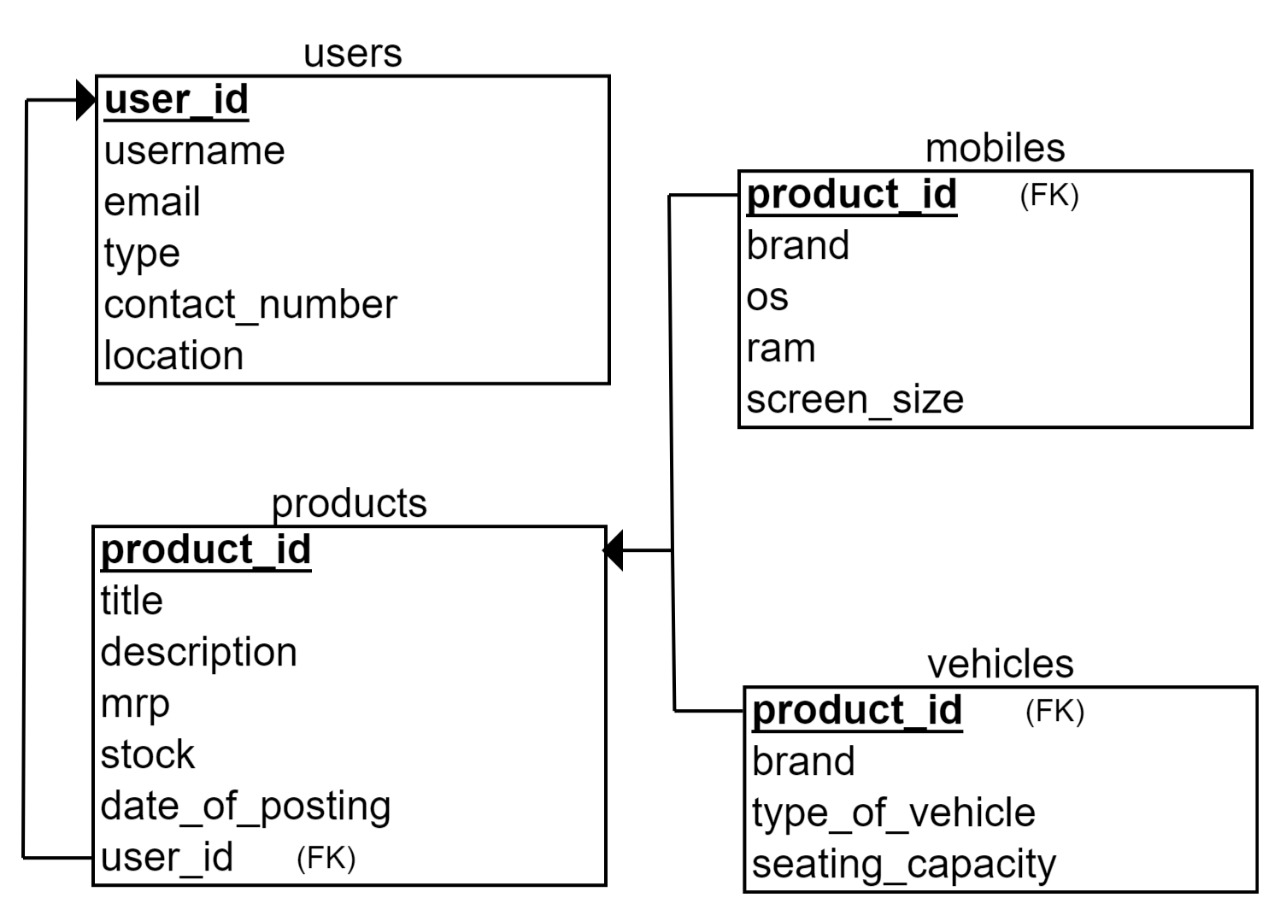 users
user_id
username
email
type
contact_number
location
mobiles
product_id (FK)
brand
os
ram
screen_size
products
product_id
title
description
mrp
stock
date_of_posting
user_id (FK)
vehicles
product_id (FK)
brand
type_of_vehicle
seating_capacity